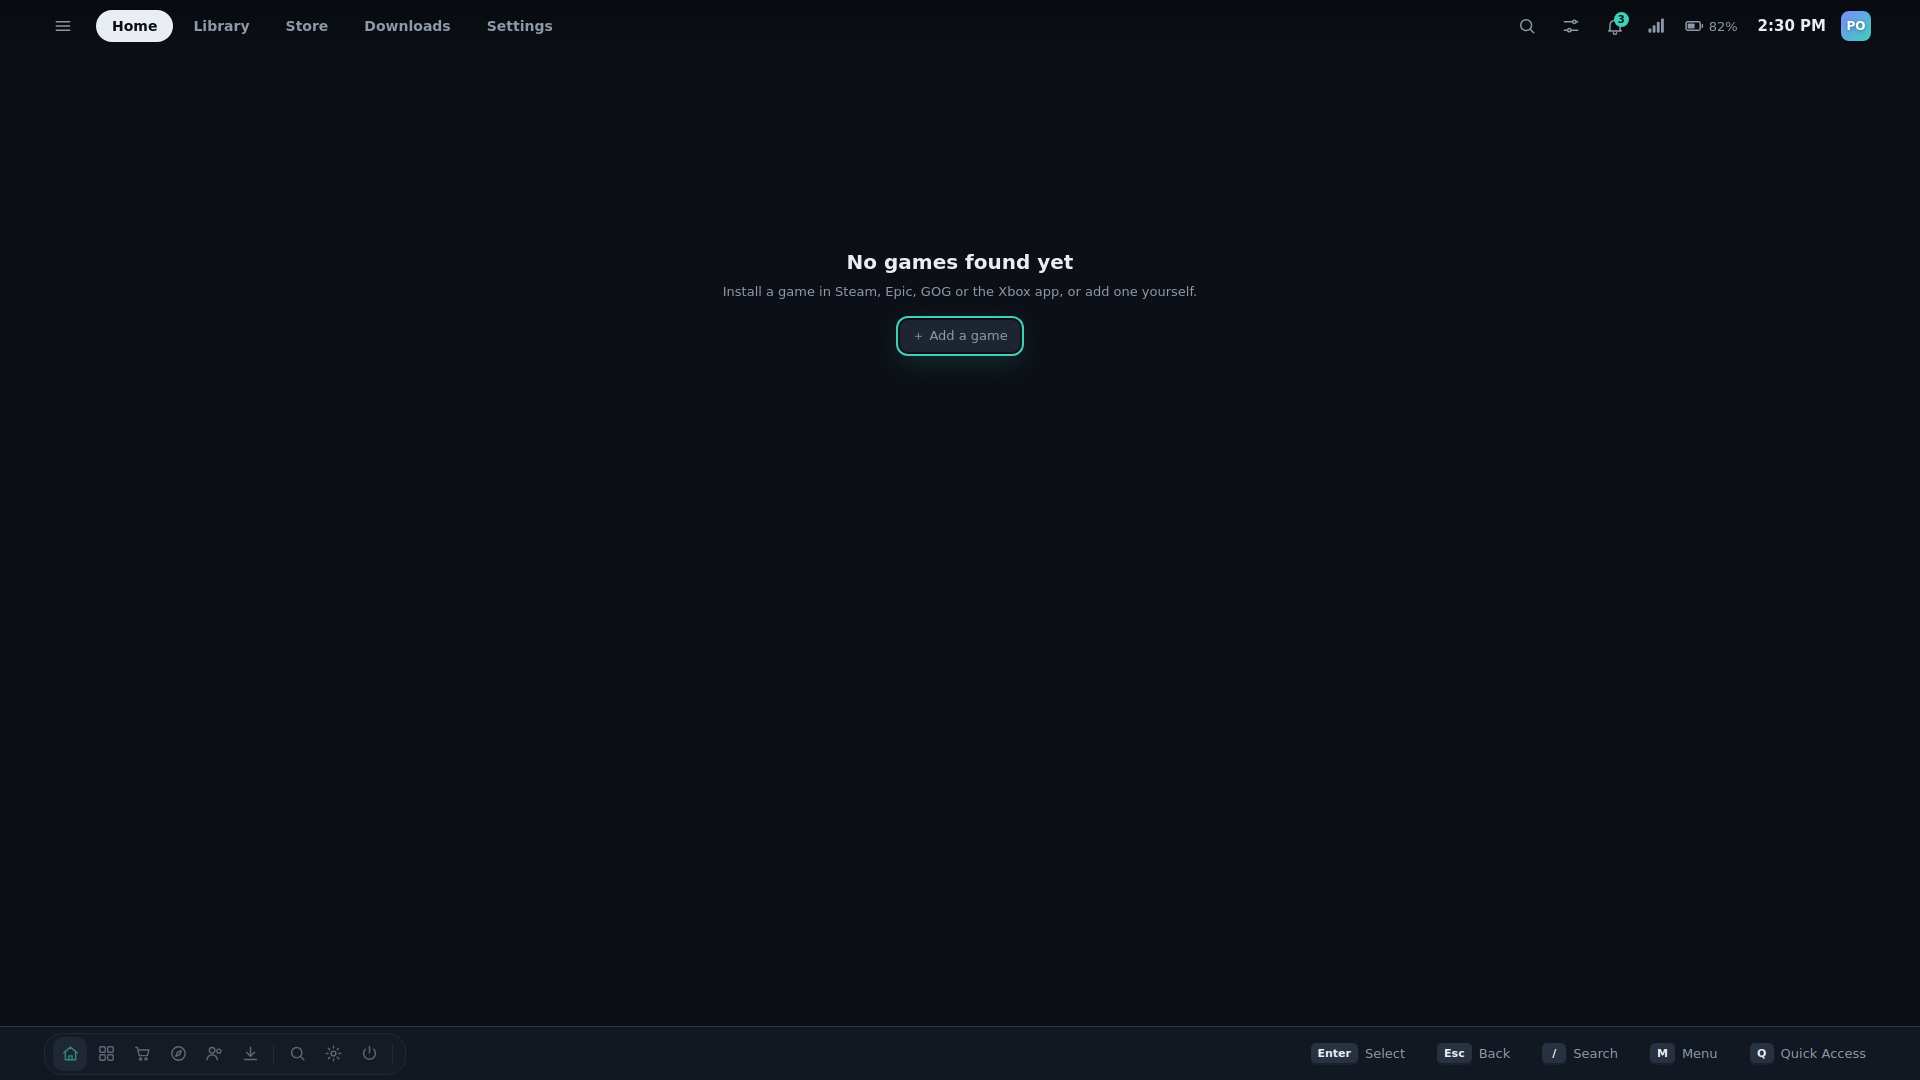 Home Library Store Downloads Settings 3 82% 2:30 PM PO
No games found yet
Install a game in Steam, Epic, GOG or the Xbox app, or add one yourself.
+ Add a game
Enter Select Esc Back / Search M Menu Q Quick Access